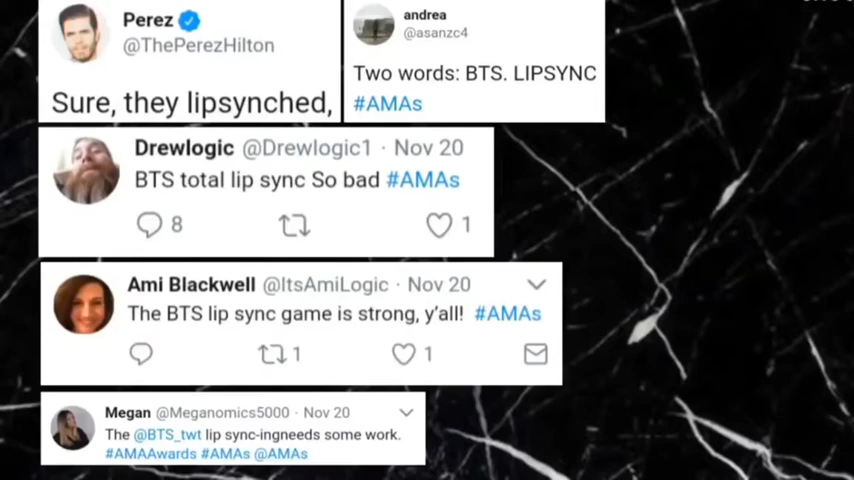 Perez
@ThePerezHilton
Sure, they lipsynched,
andrea
@asanzc4
Two words: BTS. LIPSYNC
#AMAs
Drewlogic @Drewlogic1 · Nov 20
BTS total lip sync So bad #AMAs
8 1
Ami Blackwell @ItsAmiLogic · Nov 20
The BTS lip sync game is strong, y'all! #AMAs
1 1
Megan @Meganomics5000 · Nov 20
The @BTS_twt lip sync-ingneeds some work.
#AMAAwards #AMAs @AMAs